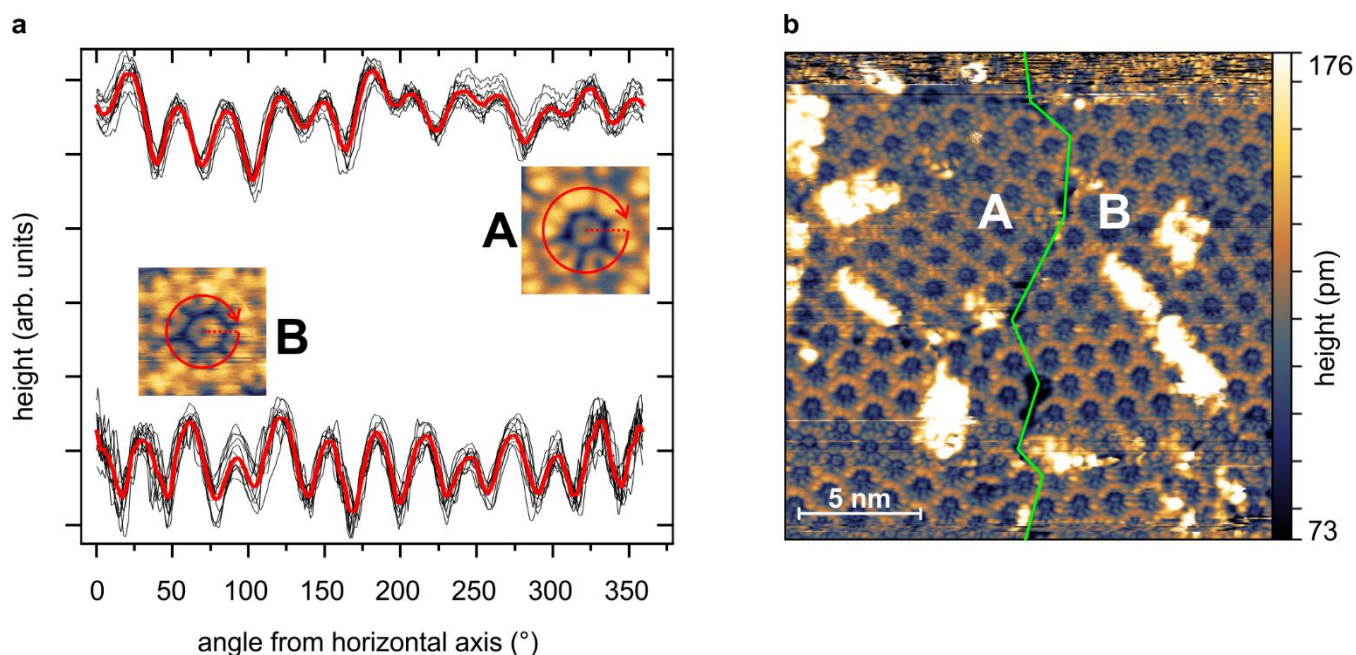 a
height (arb. units)
A
B
0 50 100 150 200 250 300 350
angle from horizontal axis (°)
b
A
B
5 nm
176
height (pm)
73